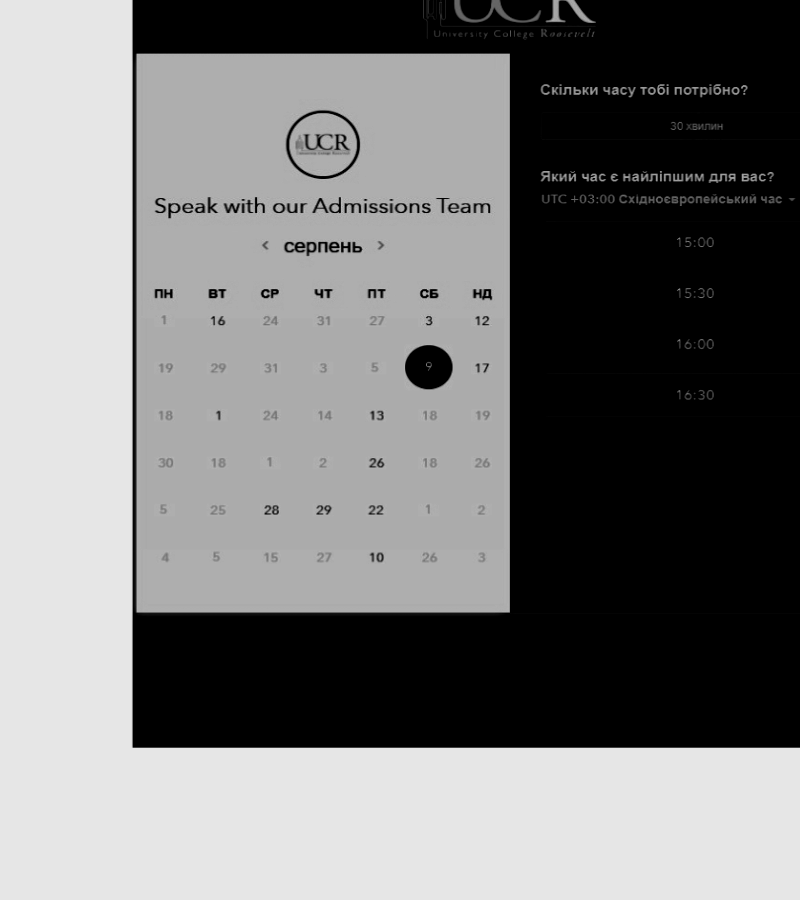 UCR
University College Roosevelt
UCR
Speak with our Admissions Team
< серпень >
ПН ВТ СР ЧТ ПТ СБ НД
1 16 24 31 27 3 12
19 29 31 3 5 9 17
18 1 24 14 13 18 19
30 18 1 2 26 18 26
5 25 28 29 22 1 2
4 5 15 27 10 26 3
Скільки часу тобі потрібно?
30 хвилин
Який час є найліпшим для вас?
UTC +03:00 Східноєвропейський час
15:00
15:30
16:00
16:30